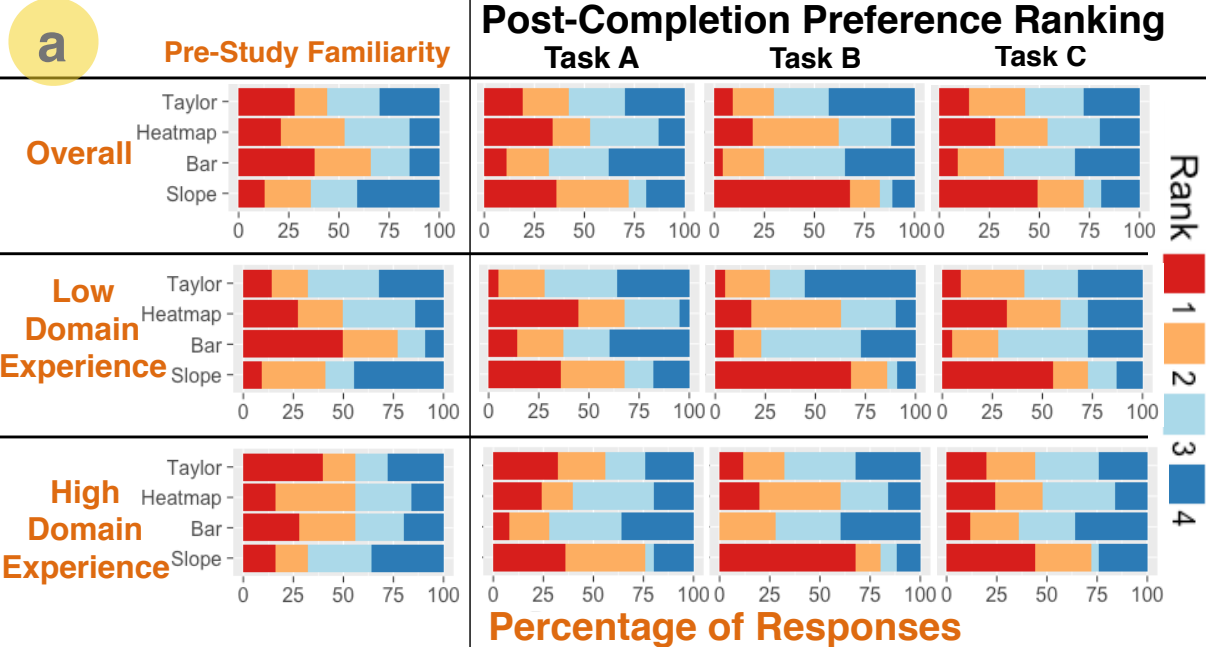 a
Pre-Study Familiarity
Post-Completion Preference Ranking
Task A Task B Task C
Overall
Taylor
Heatmap
Bar
Slope
0 25 50 75 100
0 25 50 75 100
0 25 50 75 100
0 25 50 75 100
Low
Domain
Experience
Taylor
Heatmap
Bar
Slope
0 25 50 75 100
0 25 50 75 100
0 25 50 75 100
0 25 50 75 100
High
Domain
Experience
Taylor
Heatmap
Bar
Slope
0 25 50 75 100
0 25 50 75 100
0 25 50 75 100
0 25 50 75 100
Percentage of Responses
Rank
1
2
3
4